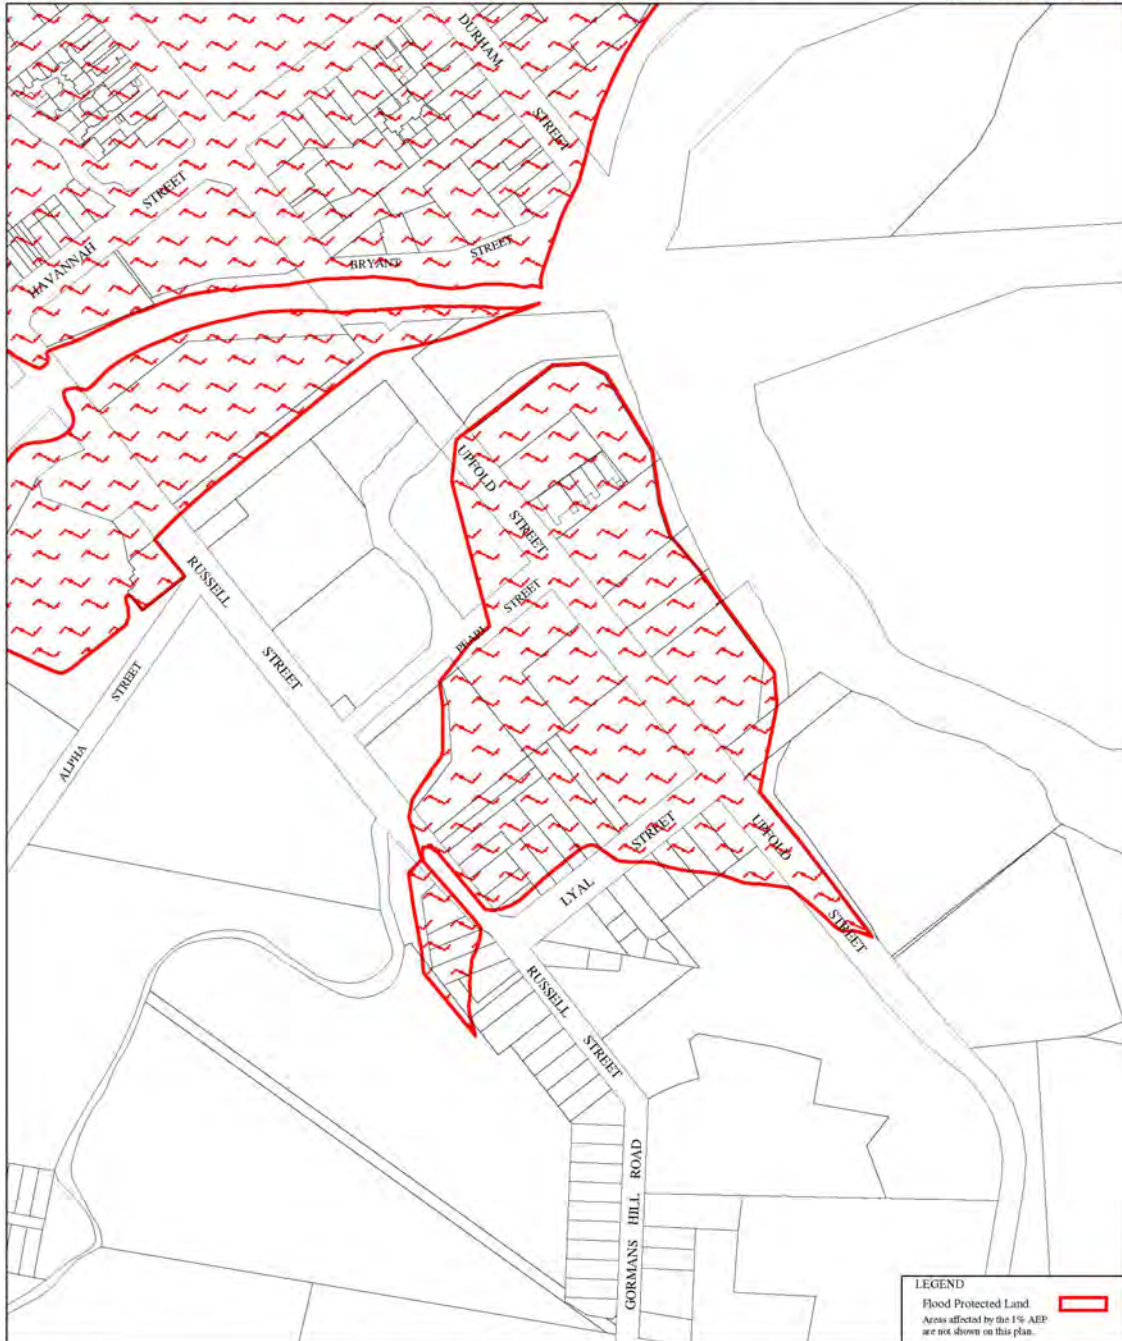 DURHAM
STREET
HAVANNAH
STREET
BRYANT
STREET
UPFOLD
STREET
RUSSELL
STREET
PEARL
STREET
ALPHA
STREET
LYAL
STREET
UPFOLD
STREET
RUSSELL
STREET
GORMANS HILL ROAD
LEGEND
Flood Protected Land
Areas affected by the 1% AEP
are not shown on this plan.